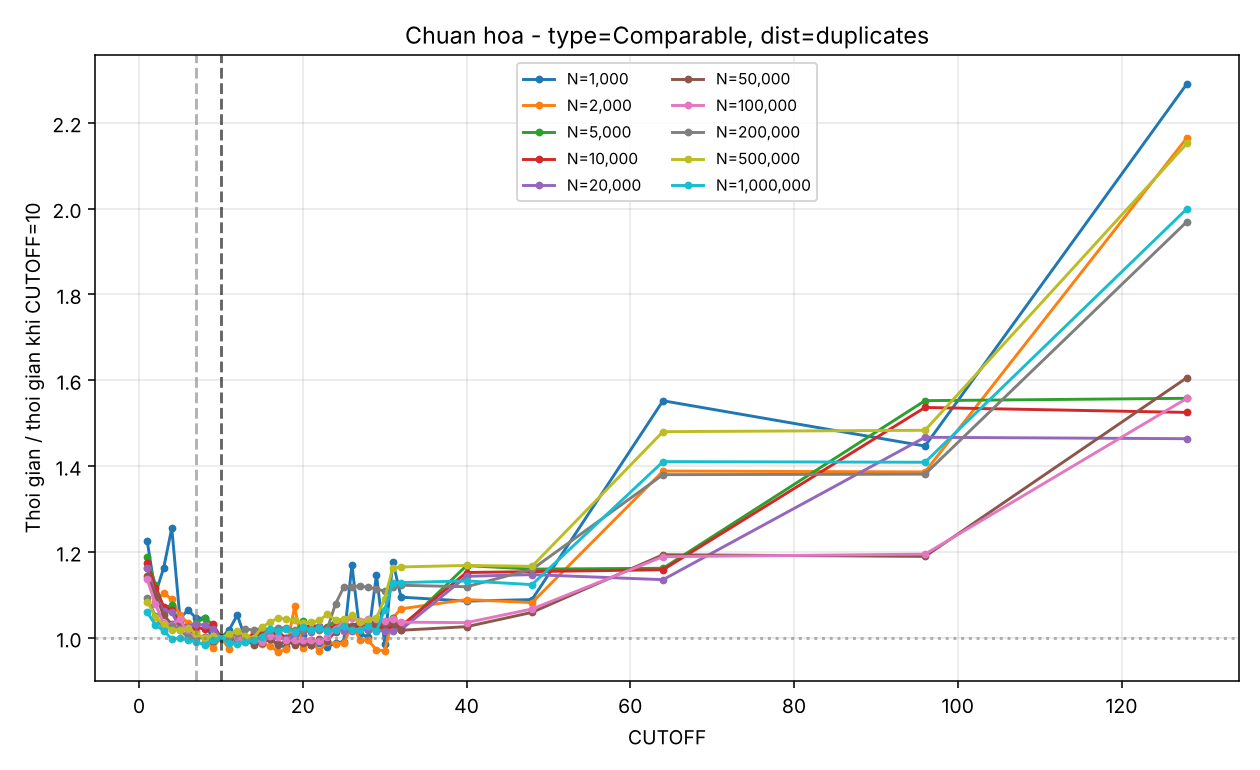 Chuan hoa - type=Comparable, dist=duplicates
Thoi gian / thoi gian khi CUTOFF=10
2.2
2.0
1.8
1.6
1.4
1.2
1.0
N=1,000
N=2,000
N=5,000
N=10,000
N=20,000
N=50,000
N=100,000
N=200,000
N=500,000
N=1,000,000
0 20 40 60 80 100 120
CUTOFF